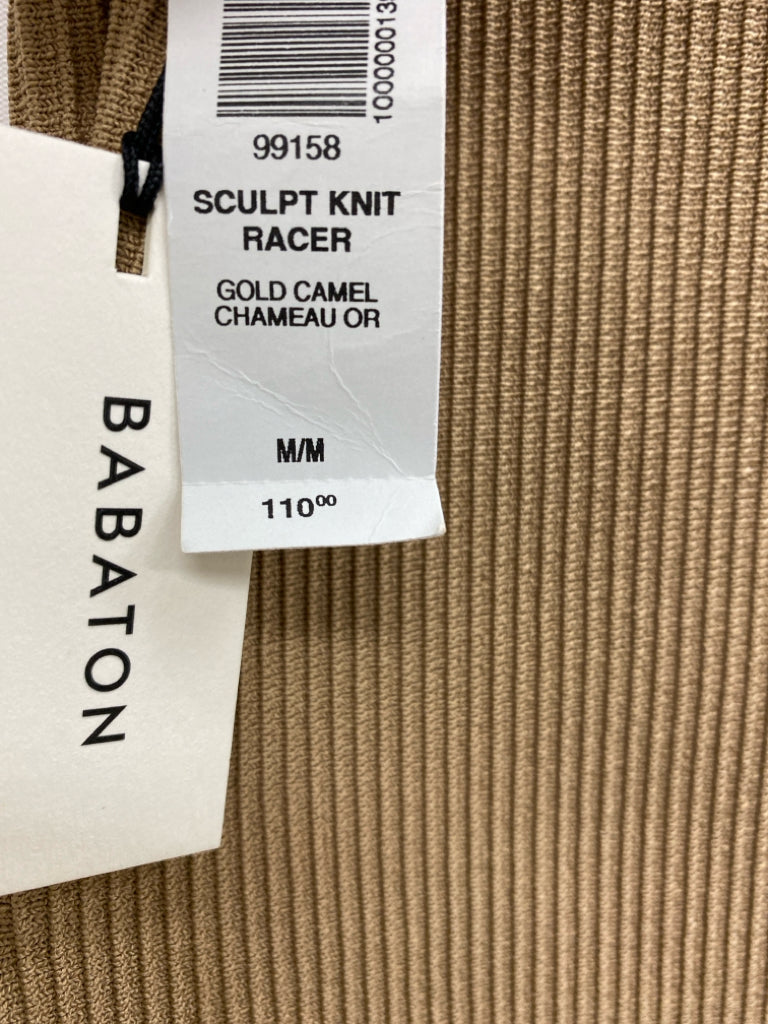 99158
SCULPT KNIT
RACER
GOLD CAMEL
CHAMEAU OR
M/M
110⁰⁰
BABATON